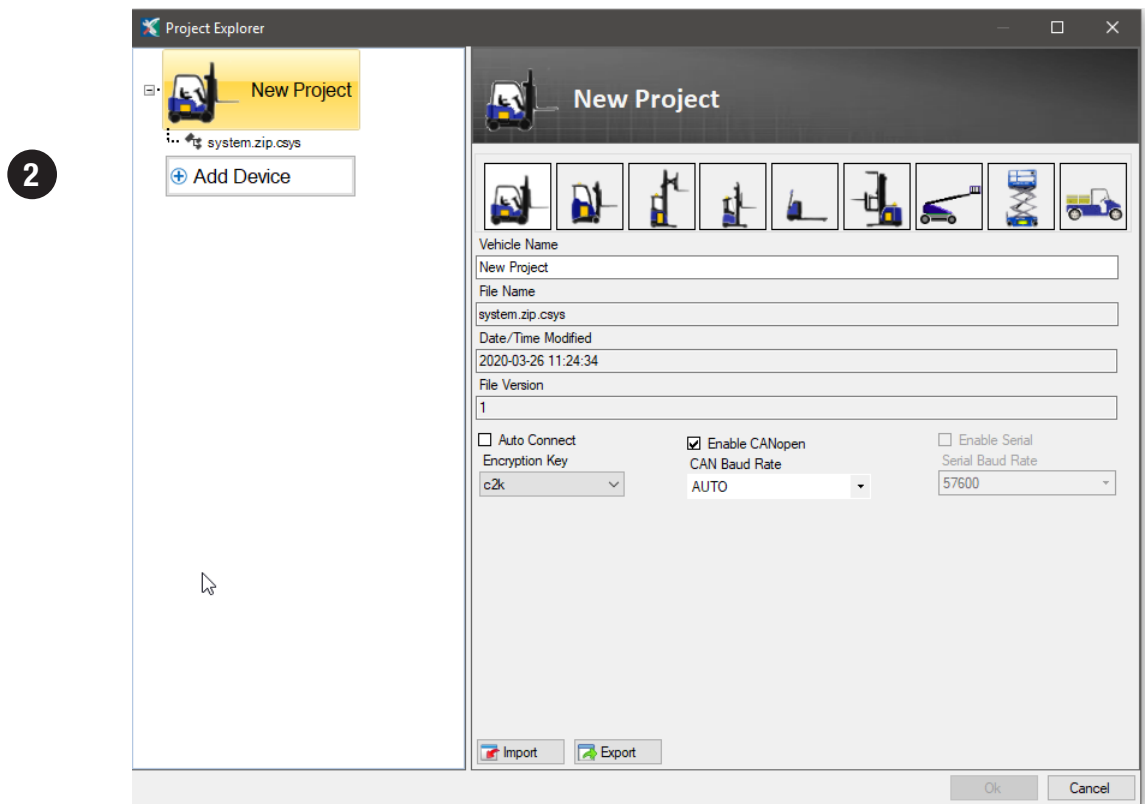 Project Explorer
New Project
system.zip.csys
2
Add Device
New Project
Vehicle Name
New Project
File Name
system.zip.csys
Date/Time Modified
2020-03-26 11:24:34
File Version
1
Auto Connect
Enable CANopen
Enable Serial
Encryption Key
CAN Baud Rate
Serial Baud Rate
c2k
AUTO
57600
Import
Export
Ok
Cancel